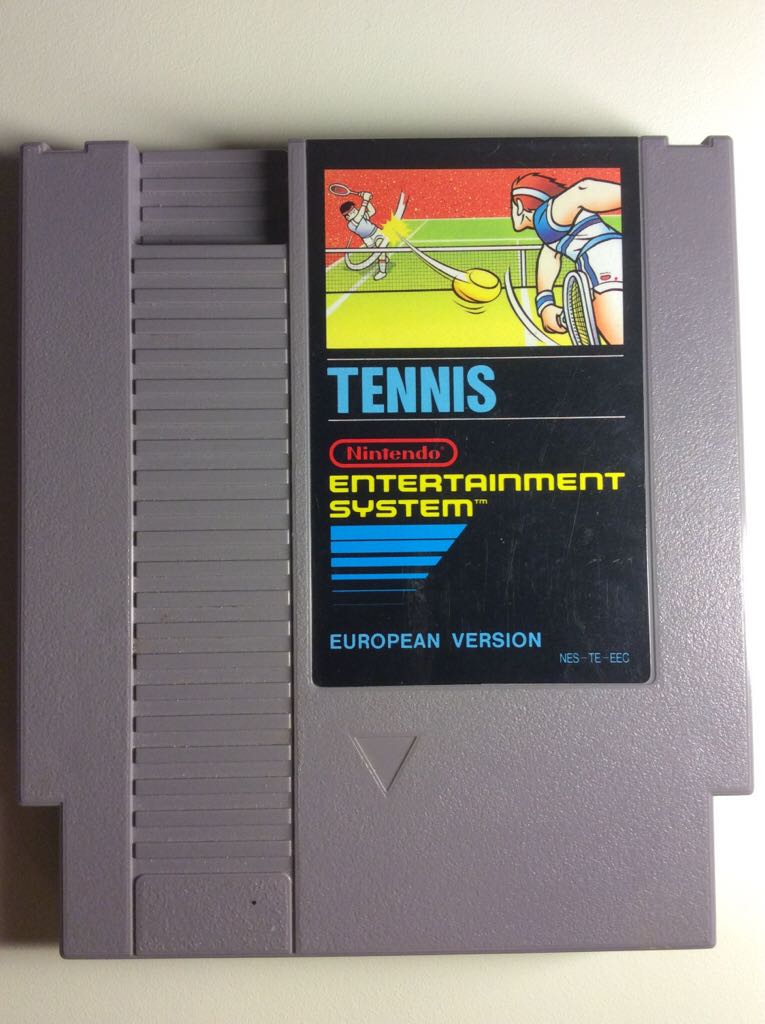 TENNIS
Nintendo®
ENTERTAINMENT
SYSTEM™
EUROPEAN VERSION
NES-TE-EEC